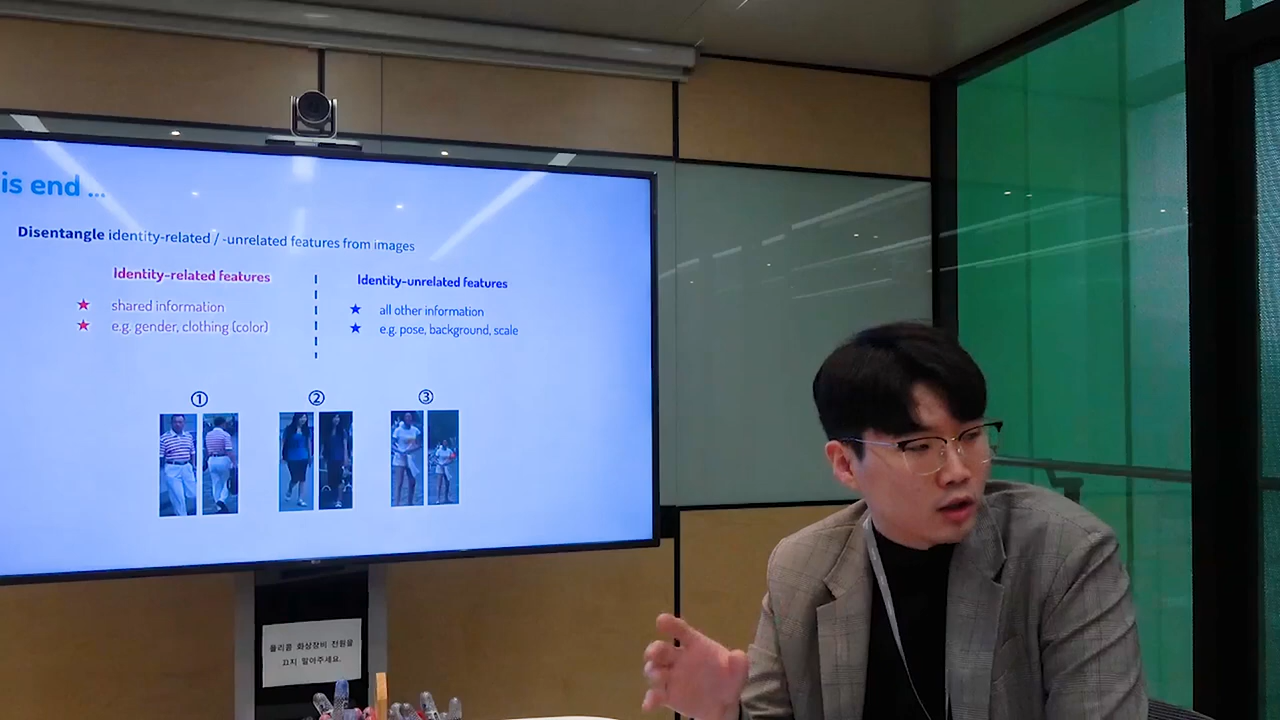 is end ...
Disentangle identity-related / -unrelated features from images
Identity-related features
★ shared information
★ e.g. gender, clothing (color)
Identity-unrelated features
★ all other information
★ e.g. pose, background, scale
① ② ③
폴리콤 화상장비 전원을
끄지 말아주세요.